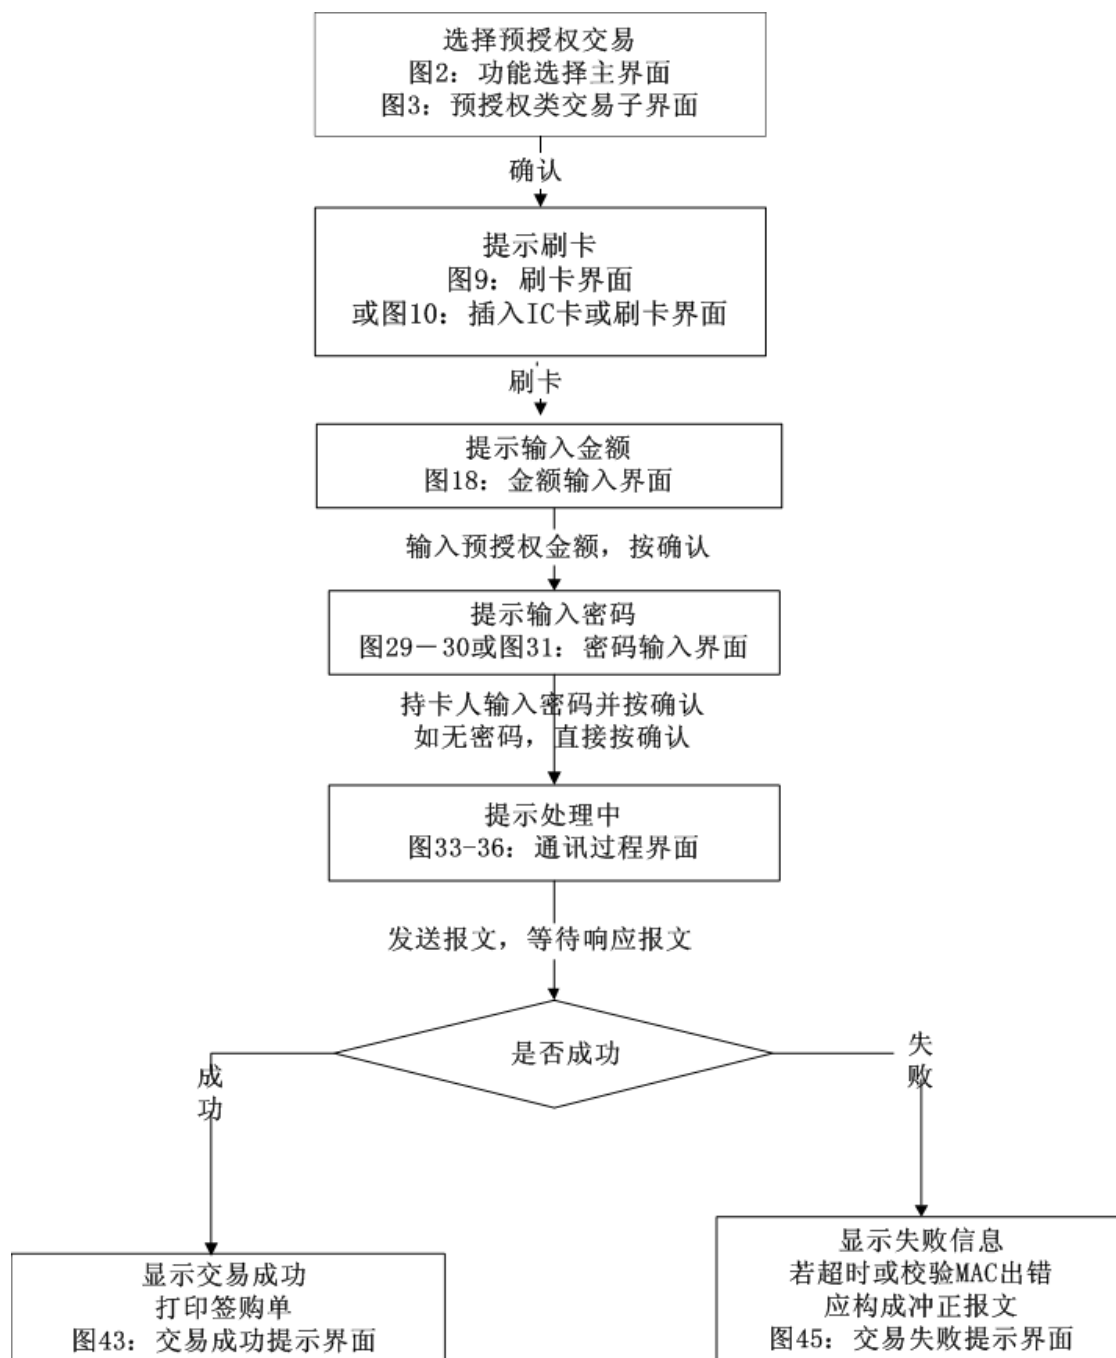 选择预授权交易
图2：功能选择主界面
图3：预授权类交易子界面
确认
提示刷卡
图9：刷卡界面
或图10：插入IC卡或刷卡界面
刷卡
提示输入金额
图18：金额输入界面
输入预授权金额，按确认
提示输入密码
图29－30或图31：密码输入界面
持卡人输入密码并按确认
如无密码，直接按确认
提示处理中
图33-36：通讯过程界面
发送报文，等待响应报文
是否成功
成功
失败
显示交易成功
打印签购单
图43：交易成功提示界面
显示失败信息
若超时或校验MAC出错
应构成冲正报文
图45：交易失败提示界面